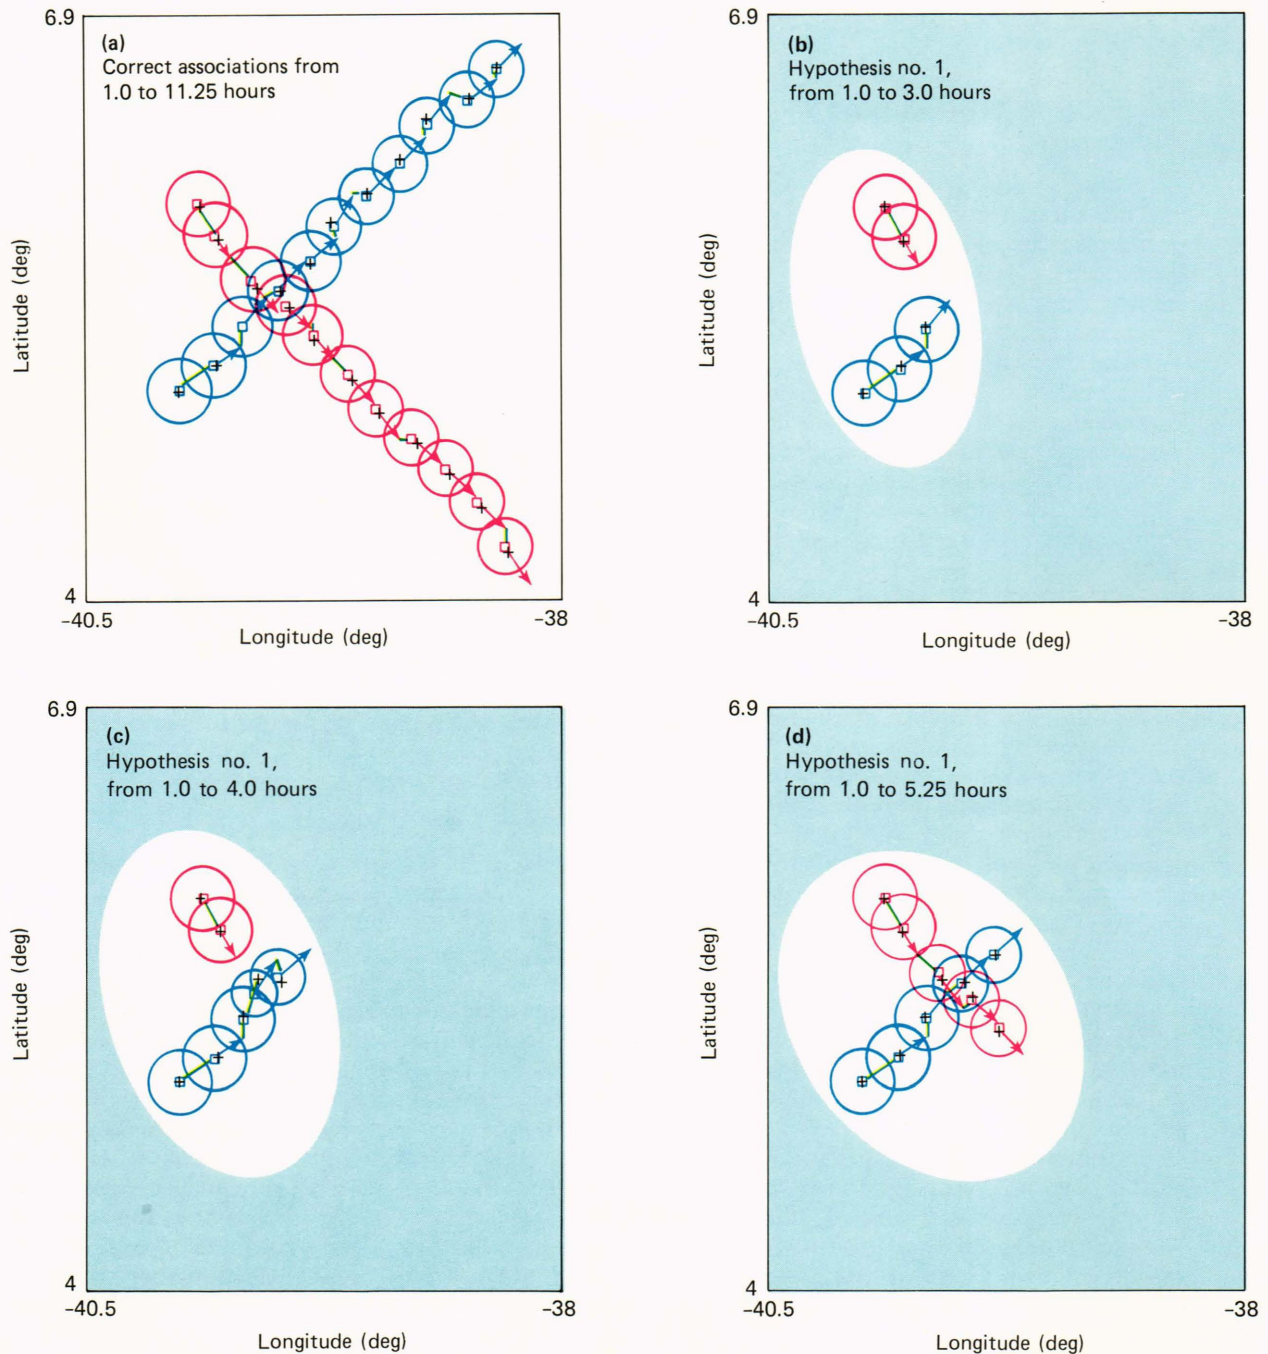 6.9
(a)
Correct associations from
1.0 to 11.25 hours
Latitude (deg)
4
−40.5
−38
Longitude (deg)
6.9
(b)
Hypothesis no. 1,
from 1.0 to 3.0 hours
Latitude (deg)
4
−40.5
−38
Longitude (deg)
6.9
(c)
Hypothesis no. 1,
from 1.0 to 4.0 hours
Latitude (deg)
4
−40.5
−38
Longitude (deg)
6.9
(d)
Hypothesis no. 1,
from 1.0 to 5.25 hours
Latitude (deg)
4
−40.5
−38
Longitude (deg)